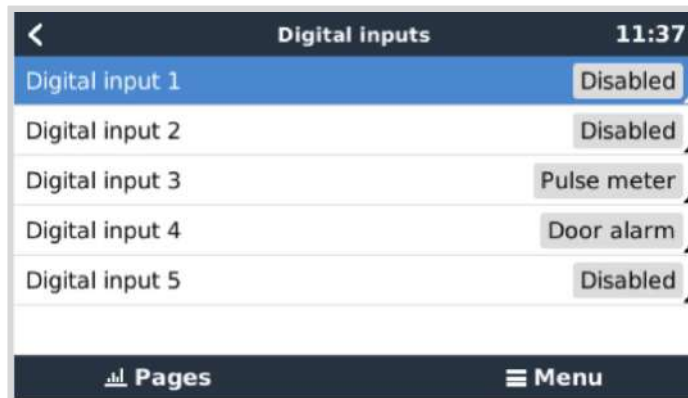 Digital inputs 11:37
Digital input 1 Disabled
Digital input 2 Disabled
Digital input 3 Pulse meter
Digital input 4 Door alarm
Digital input 5 Disabled
Pages Menu